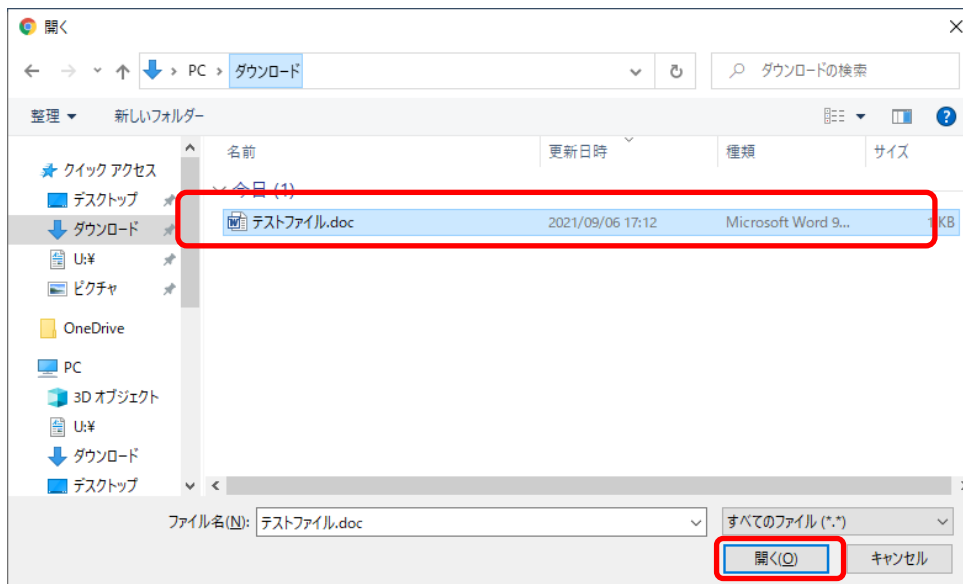 開く
PC › ダウンロード
ダウンロードの検索
整理
新しいフォルダー
名前 更新日時 種類 サイズ
クイック アクセス
デスクトップ
ダウンロード
U:¥
ピクチャ
OneDrive
PC
3D オブジェクト
U:¥
ダウンロード
デスクトップ
今日 (1)
テストファイル.doc 2021/09/06 17:12 Microsoft Word 9... 1 KB
ファイル名(N): テストファイル.doc
すべてのファイル (*.*)
開く(O) キャンセル